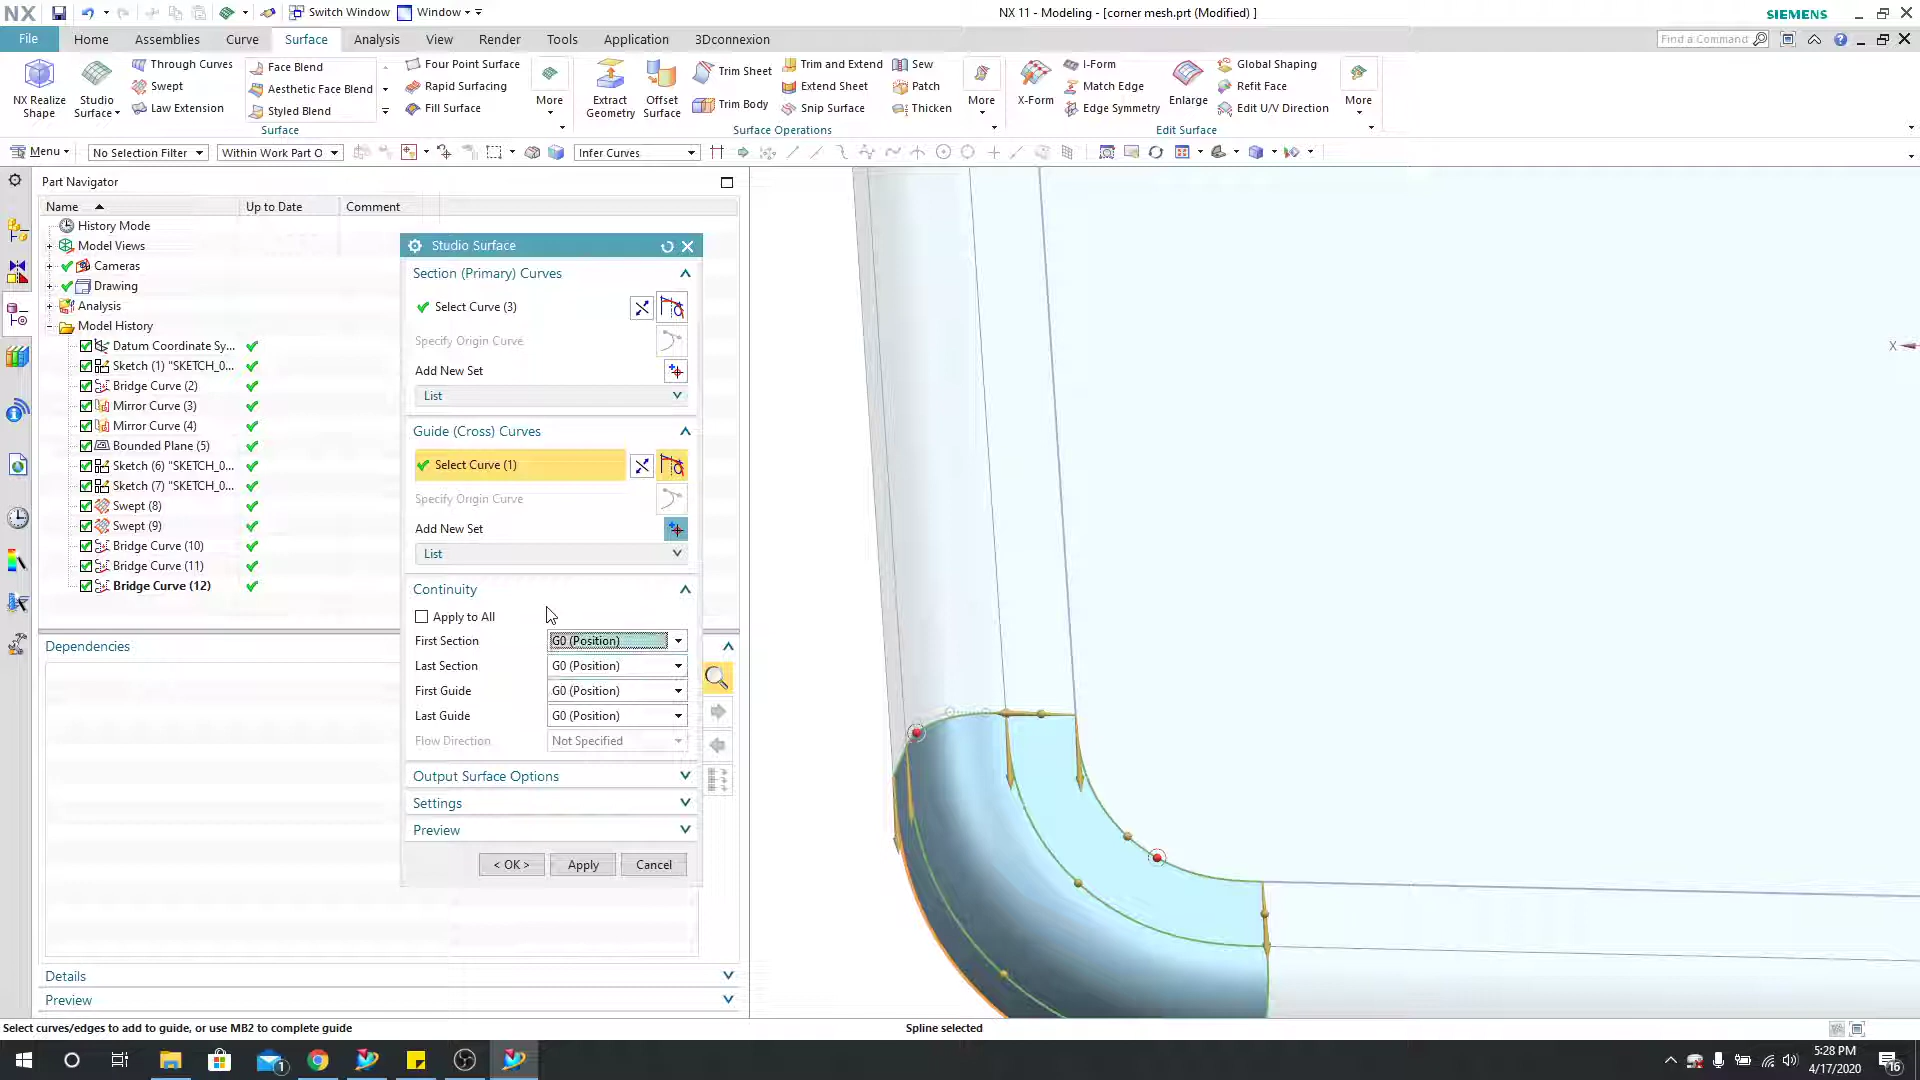 NX
Switch Window
Window
NX 11 - Modeling - [corner mesh.prt (Modified) ]
SIEMENS
File Home Assemblies Curve Surface Analysis View Render Tools Application 3Dconnexion
Find a Command
NX Realize Shape
Studio Surface
Through Curves
Swept
Law Extension
Face Blend
Aesthetic Face Blend
Styled Blend
Four Point Surface
Rapid Surfacing
Fill Surface
More
Surface
Extract Geometry
Offset Surface
Trim Sheet
Trim Body
Trim and Extend
Extend Sheet
Snip Surface
Sew
Patch
Thicken
More
Surface Operations
X-Form
I-Form
Match Edge
Edge Symmetry
Enlarge
Global Shaping
Refit Face
Edit U/V Direction
More
Edit Surface
Menu
No Selection Filter
Within Work Part O
Infer Curves
Part Navigator
Name Up to Date Comment
History Mode
Model Views
Cameras
Drawing
Analysis
Model History
Datum Coordinate Sy...
Sketch (1) "SKETCH_0...
Bridge Curve (2)
Mirror Curve (3)
Mirror Curve (4)
Bounded Plane (5)
Sketch (6) "SKETCH_0...
Sketch (7) "SKETCH_0...
Swept (8)
Swept (9)
Bridge Curve (10)
Bridge Curve (11)
Bridge Curve (12)
Dependencies
Details
Preview
Studio Surface
Section (Primary) Curves
Select Curve (3)
Specify Origin Curve
Add New Set
List
Guide (Cross) Curves
Select Curve (1)
Specify Origin Curve
Add New Set
List
Continuity
Apply to All
First Section G0 (Position)
Last Section G0 (Position)
First Guide G0 (Position)
Last Guide G0 (Position)
Flow Direction Not Specified
Output Surface Options
Settings
Preview
< OK > Apply Cancel
X
Select curves/edges to add to guide, or use MB2 to complete guide
Spline selected
1
5:28 PM
4/17/2020
16